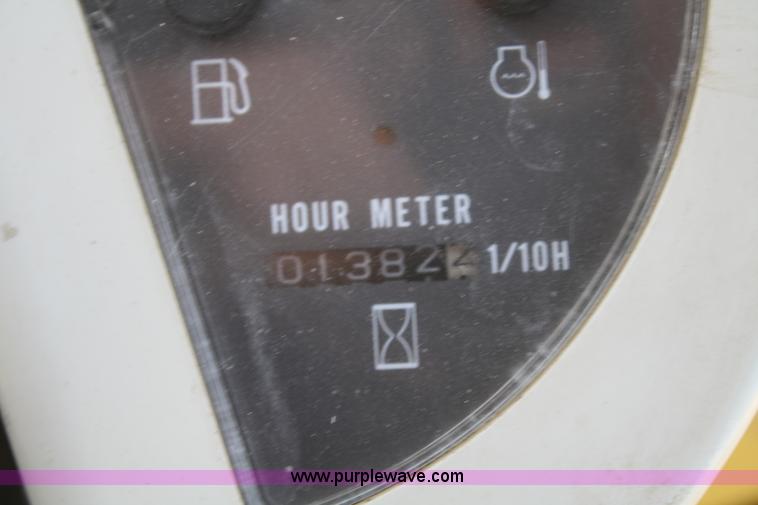 HOUR METER
01382 1/10H
www.purplewave.com